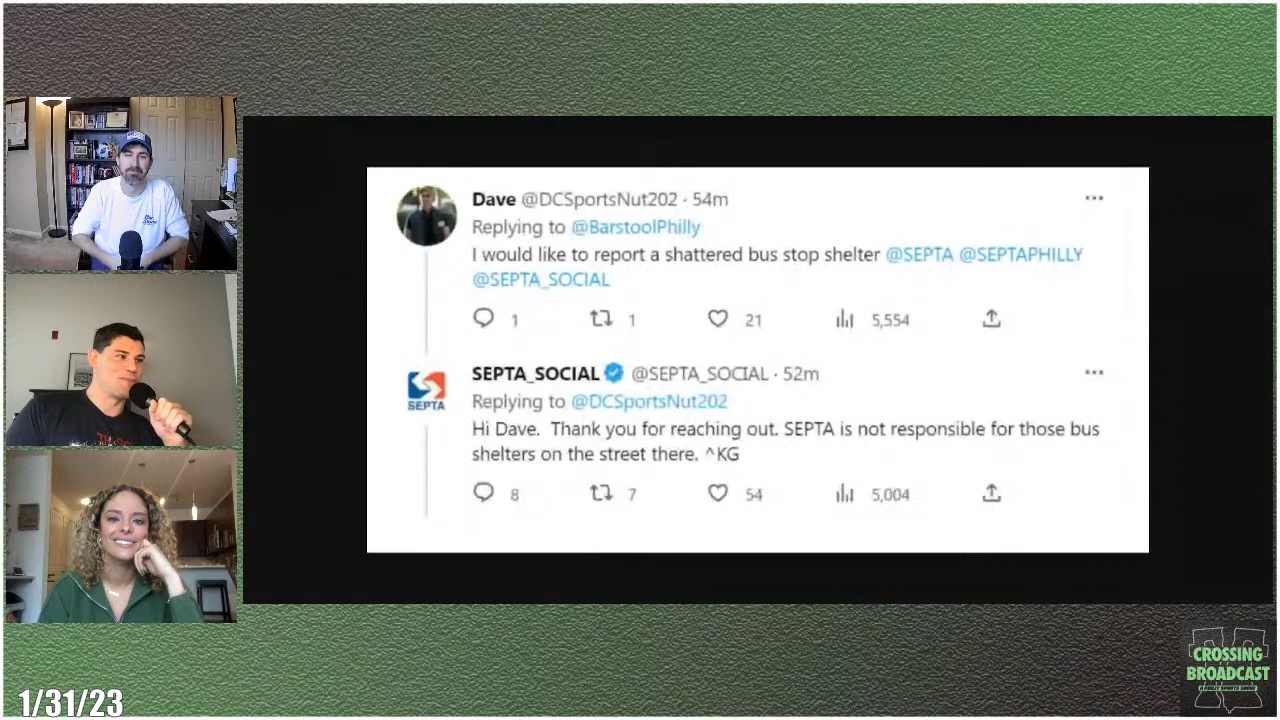 Dave @DCSportsNut202 · 54m
Replying to @BarstoolPhilly
I would like to report a shattered bus stop shelter @SEPTA @SEPTAPHILLY
@SEPTA_SOCIAL
1 1 21 5,554
SEPTA_SOCIAL @SEPTA_SOCIAL · 52m
SEPTA
Replying to @DCSportsNut202
Hi Dave. Thank you for reaching out. SEPTA is not responsible for those bus
shelters on the street there. ^KG
8 7 54 5,004
CROSSING
BROADCAST
A PHILLY SPORTS SHOW
1/31/23